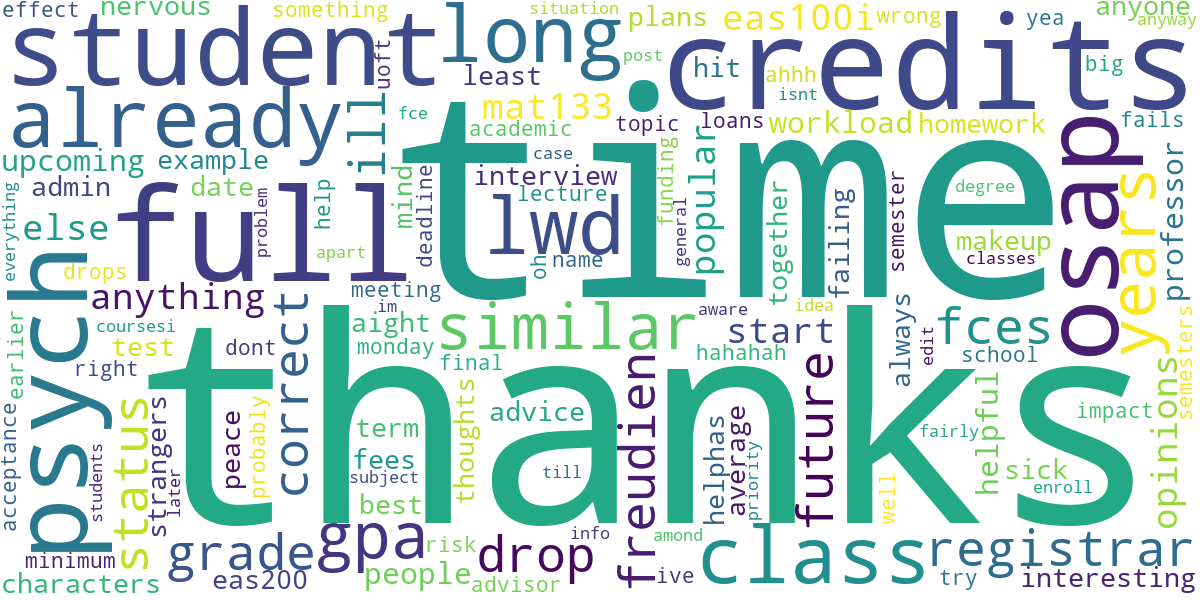 effect
nervous
something
situation
plans
eas100i
wrong
yea
anyone
anyway
student
long
credits
uoft
least
post
hit
ahhh
isnt
big
already
ill
fce
mat133
academic
topic
loans
workload
homework
fails
time
upcoming
example
case
admin
date
help
mind
deadline
interview
lecture
funding
popular
together
failing
semester
degree
osap
years
professor
everything
else
full
problem
apart
lwd
oh
name
general
makeup
classes
drops
psych
anything
meeting
im
similar
aware
idea
start
fces
earlier
coursesi
test
correct
aight
monday
final
hahahah
always
edit
school
semesters
right
dont
thanks
freudien
future
acceptance
students
status
strangers
later
peace
probably
term
fees
subject
best
thoughts
advice
till
helphas
average
priority
well
fairly
helpful
sick
enroll
impact
opinions
minimum
characters
grade
eas200
gpa
people
risk
advisor
drop
info
ive
amond
class
registrar
try
interesting